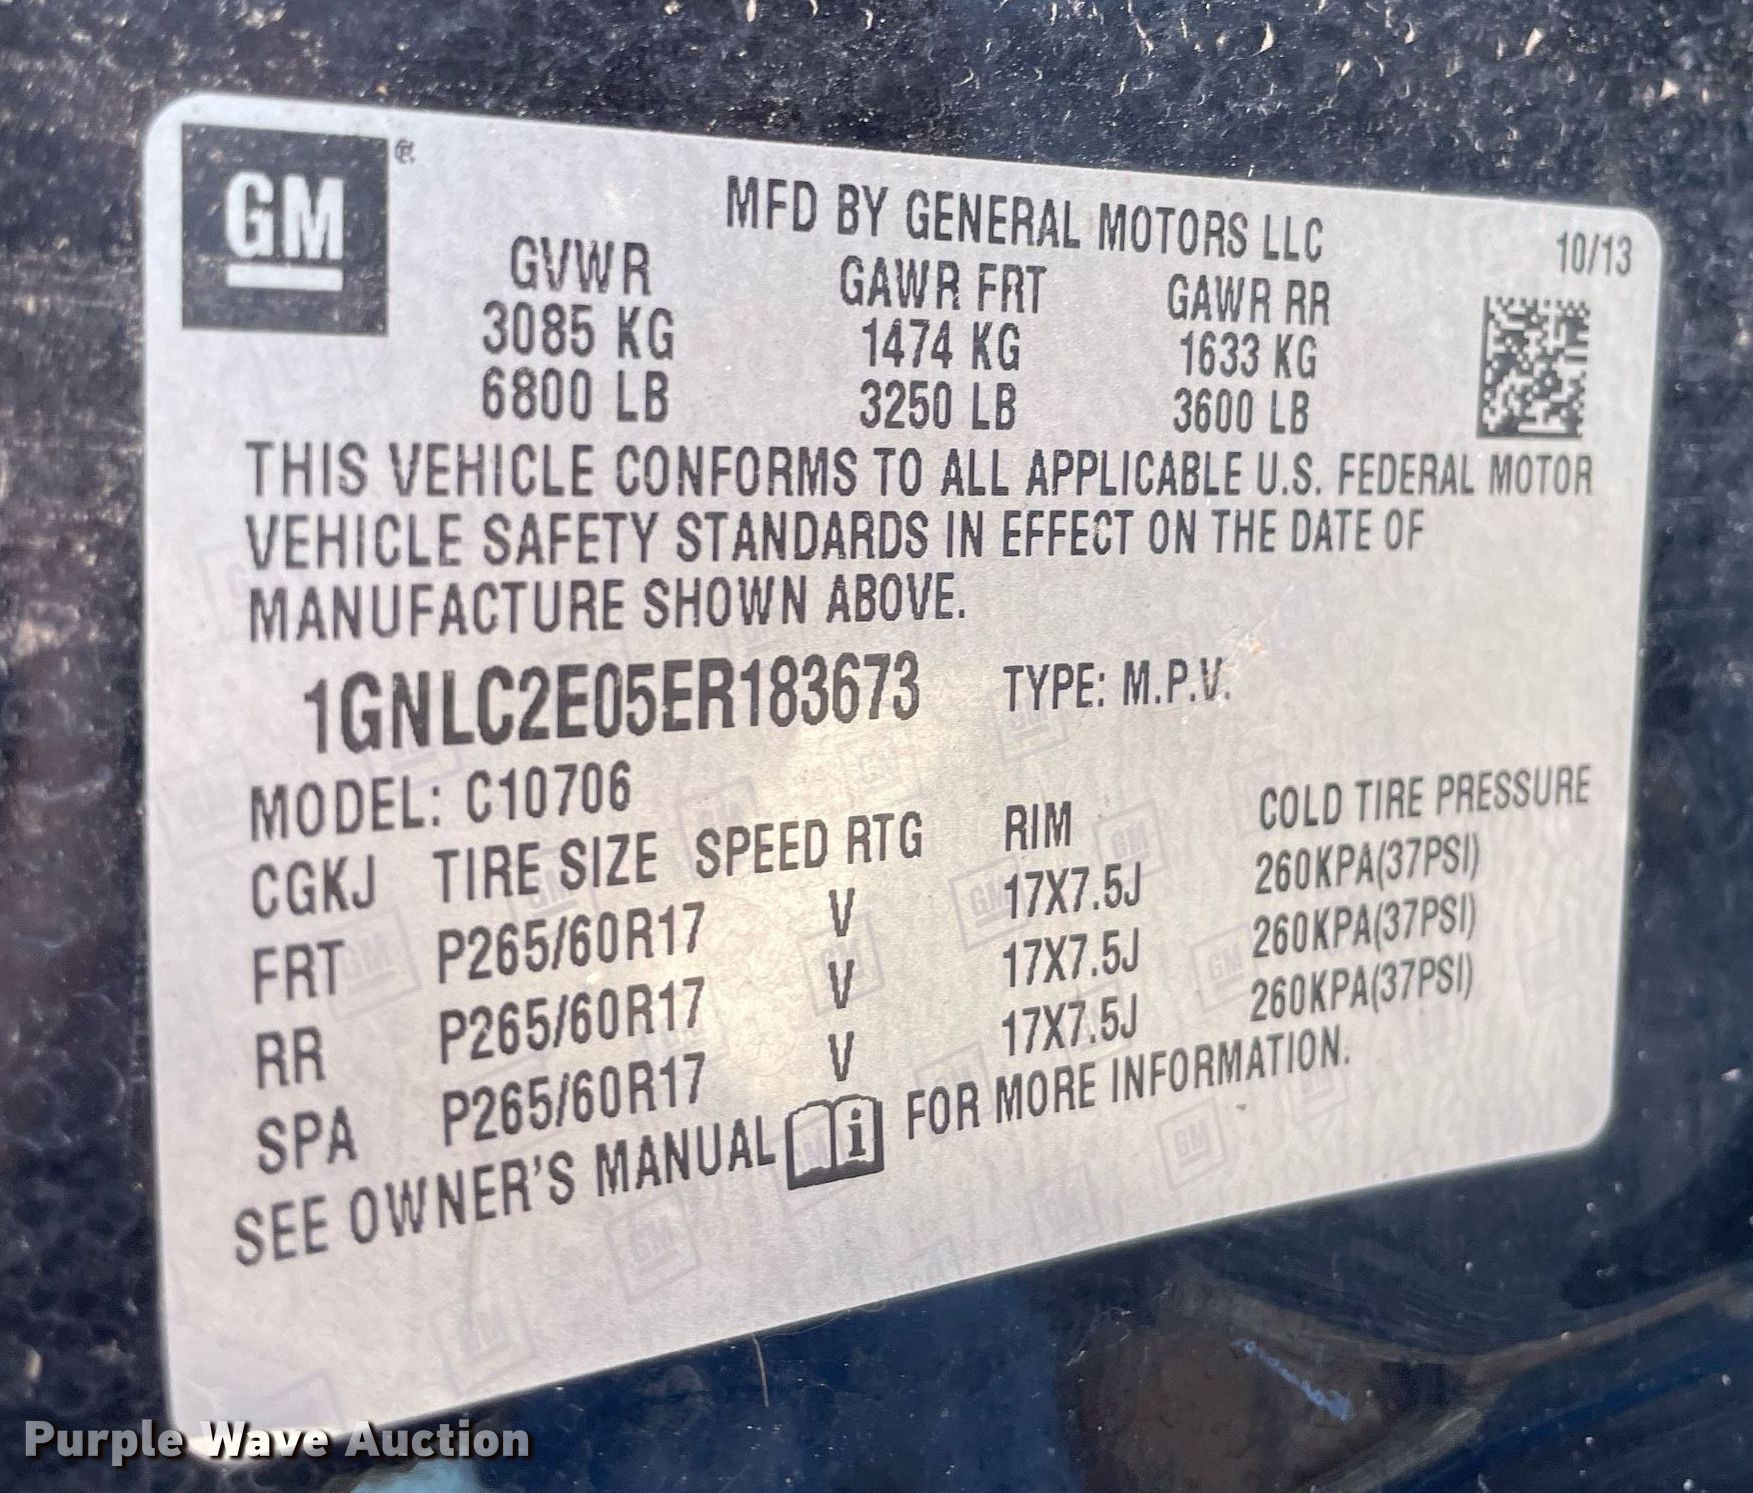 GM
MFD BY GENERAL MOTORS LLC
10/13
GVWR GAWR FRT GAWR RR
3085 KG 1474 KG 1633 KG
6800 LB 3250 LB 3600 LB
THIS VEHICLE CONFORMS TO ALL APPLICABLE U.S. FEDERAL MOTOR
VEHICLE SAFETY STANDARDS IN EFFECT ON THE DATE OF
MANUFACTURE SHOWN ABOVE.
1GNLC2E05ER183673 TYPE: M.P.V.
MODEL: C10706
CGKJ TIRE SIZE SPEED RTG RIM COLD TIRE PRESSURE
FRT P265/60R17 V 17X7.5J 260KPA(37PSI)
RR P265/60R17 V 17X7.5J 260KPA(37PSI)
SPA P265/60R17 V 17X7.5J 260KPA(37PSI)
SEE OWNER'S MANUAL i FOR MORE INFORMATION.
Purple Wave Auction